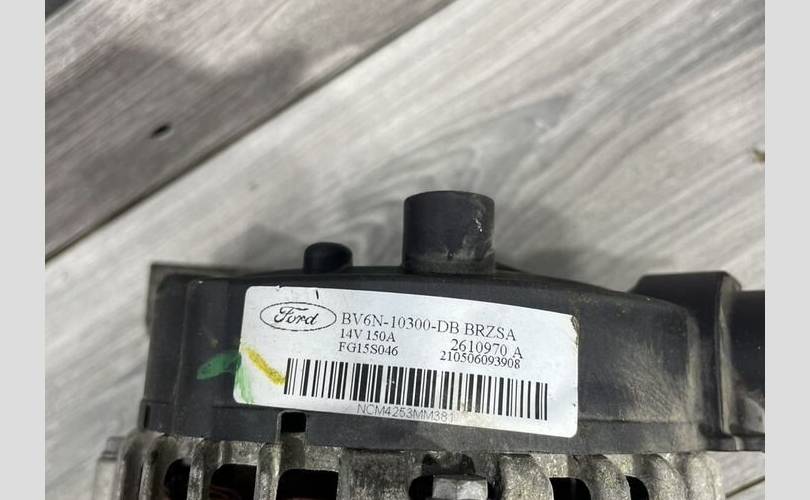 Ford
BV6N-10300-DB BRZSA
14V 150A 2610970 A
FG15S046 210506093908
NCM4253MM381